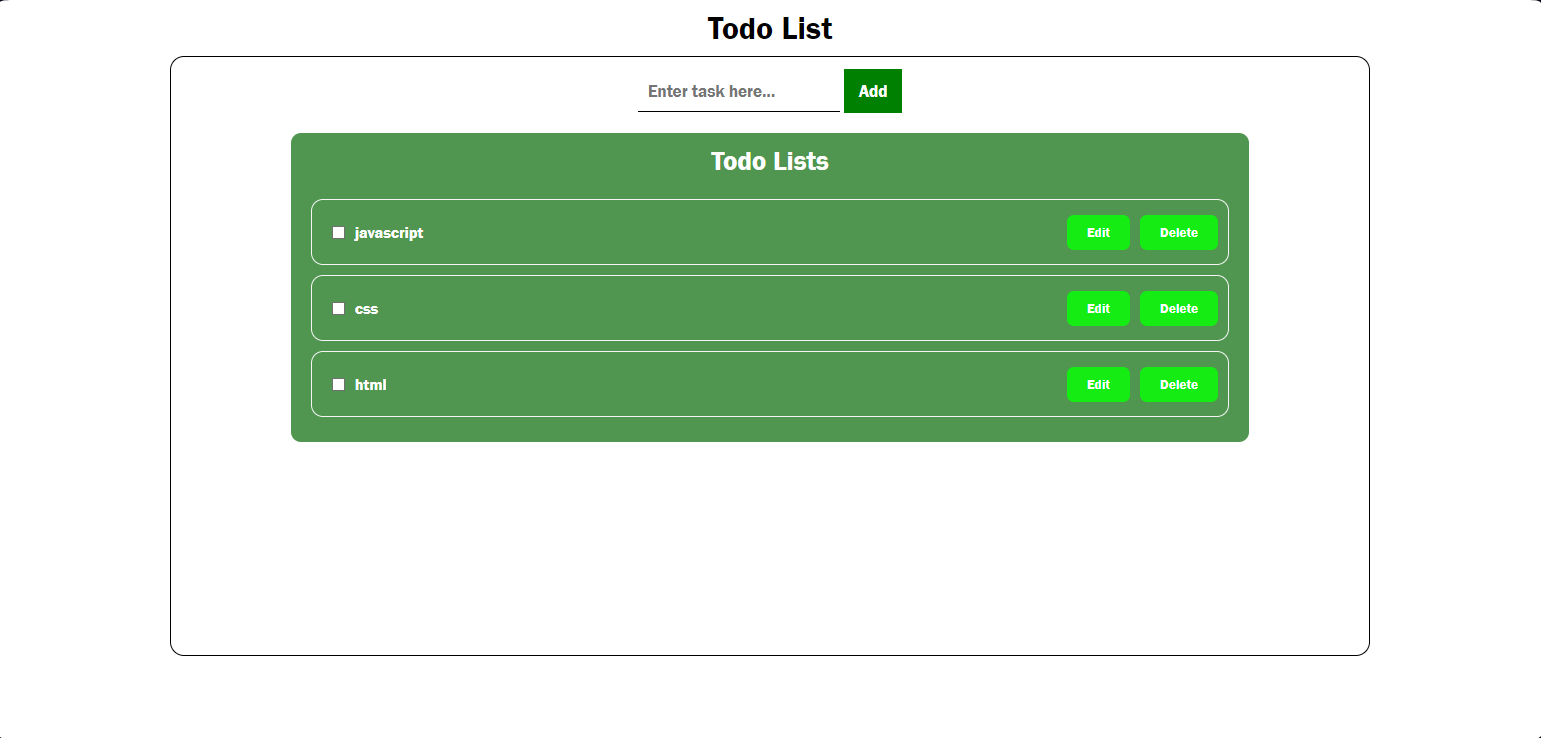 Todo List
Enter task here... Add
Todo Lists
javascript Edit Delete
css Edit Delete
html Edit Delete